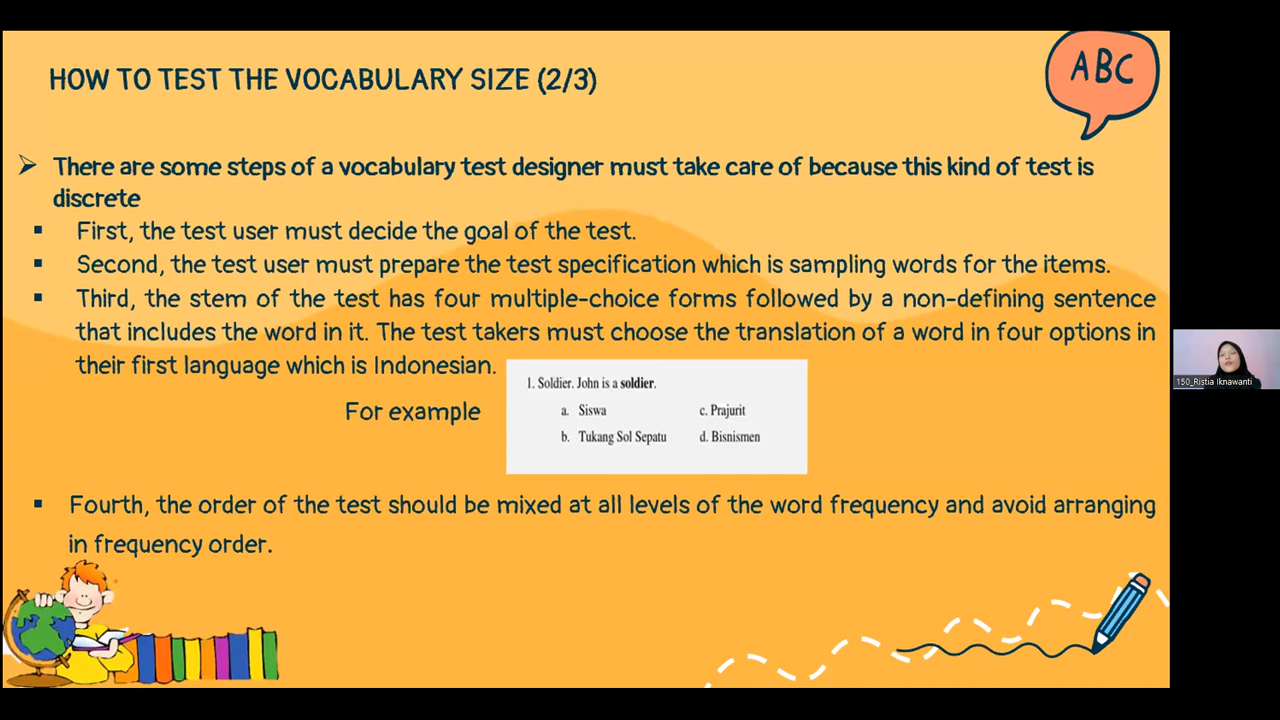 HOW TO TEST THE VOCABULARY SIZE (2/3)
ABC
There are some steps of a vocabulary test designer must take care of because this kind of test is
discrete
First, the test user must decide the goal of the test.
Second, the test user must prepare the test specification which is sampling words for the items.
Third, the stem of the test has four multiple-choice forms followed by a non-defining sentence
that includes the word in it. The test takers must choose the translation of a word in four options in
their first language which is Indonesian.
For example
1. Soldier. John is a soldier.
a. Siswa c. Prajurit
b. Tukang Sol Sepatu d. Bisnismen
Fourth, the order of the test should be mixed at all levels of the word frequency and avoid arranging
in frequency order.
150_Ristia Iknawanti